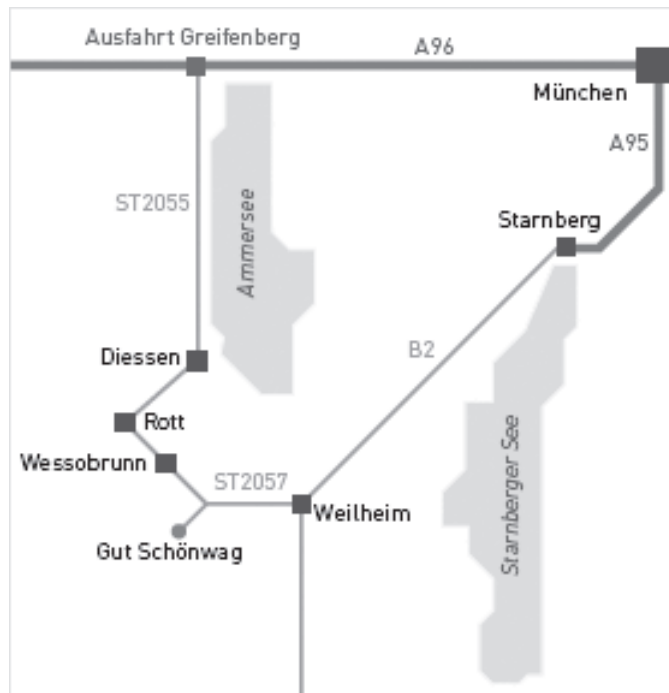 Ausfahrt Greifenberg
A96
München
A95
ST2055
Ammersee
Starnberg
Diessen
B2
Rott
Wessobrunn
ST2057
Weilheim
Starnberger See
Gut Schönwag